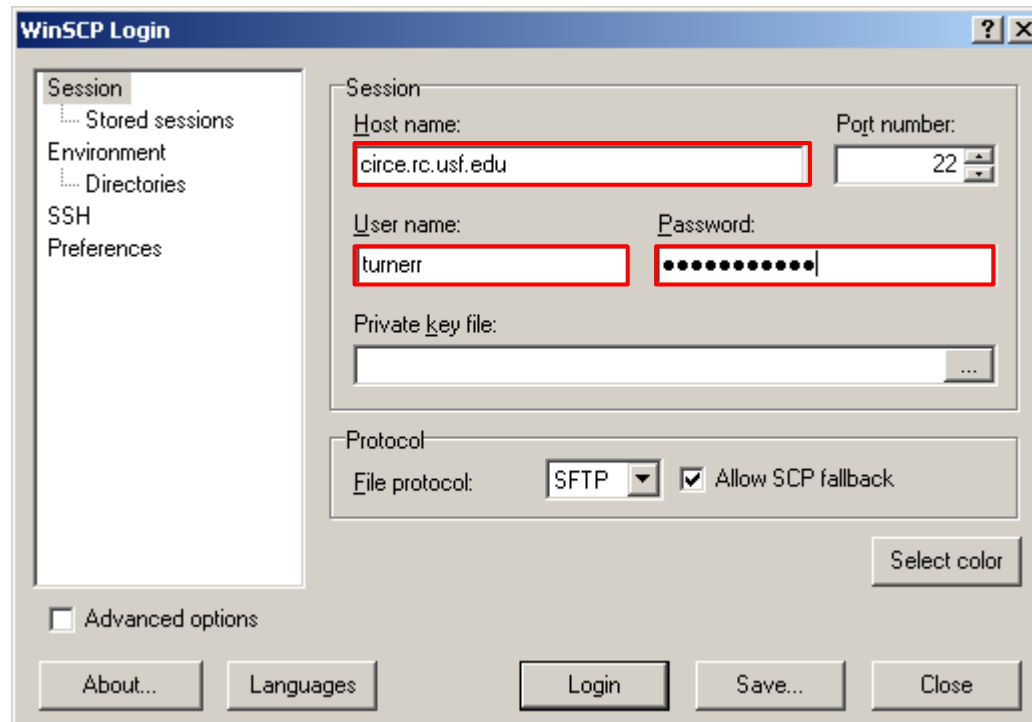 WinSCP Login
Session
Stored sessions
Environment
Directories
SSH
Preferences
Session
Host name:
Port number:
circe.rc.usf.edu
22
User name:
Password:
turnerr
●●●●●●●●●●●
Private key file:
...
Protocol
File protocol:
SFTP
Allow SCP fallback
Select color
Advanced options
About...
Languages
Login
Save...
Close